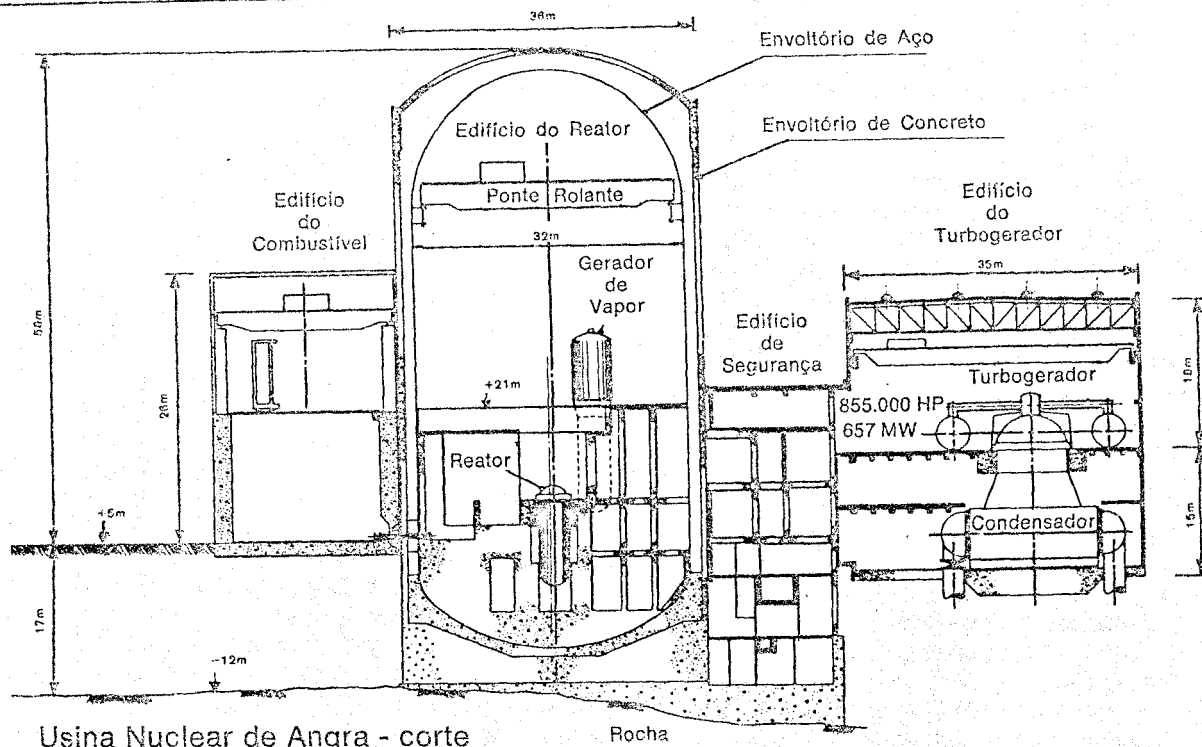 36m
Envoltório de Aço
Envoltório de Concreto
Edifício do Reator
Ponte Rolante
32m
Edifício
do
Combustível
Gerador
de
Vapor
Edifício
do
Turbogerador
35m
Edifício
de
Segurança
Turbogerador
855.000 HP
657 MW
+21m
Reator
Condensador
26m
+5m
17m
-12m
15m
Usina Nuclear de Angra - corte
Rocha